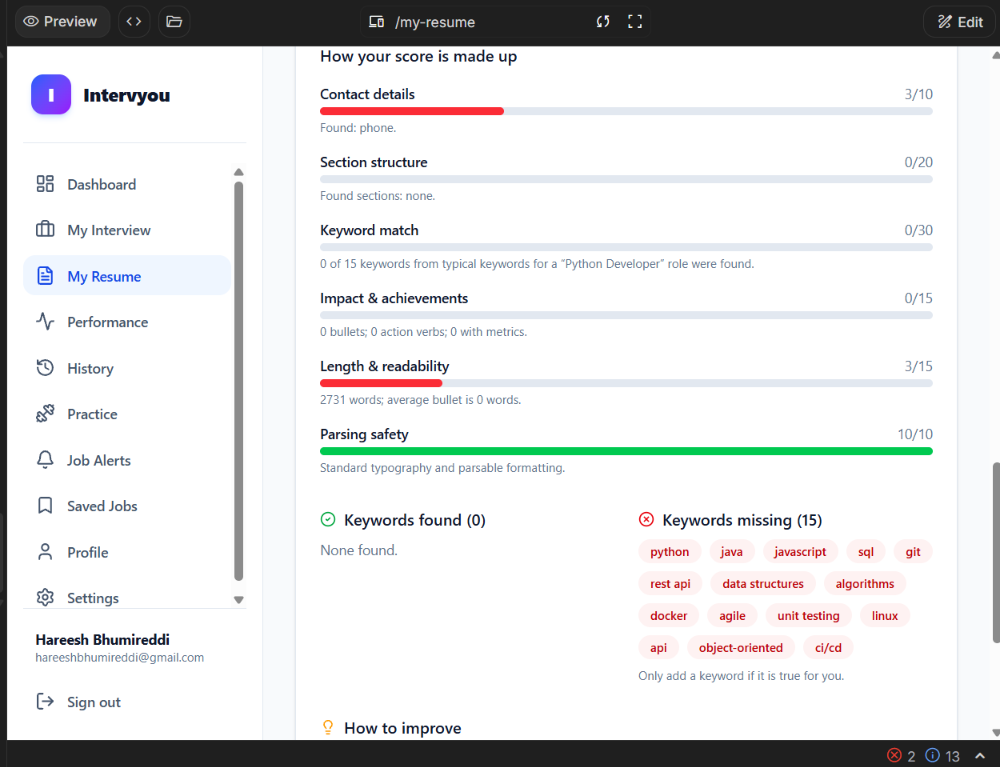 Preview
/my-resume
Edit
I
Intervyou
Dashboard
My Interview
My Resume
Performance
History
Practice
Job Alerts
Saved Jobs
Profile
Settings
Hareesh Bhumireddi
hareeshbhumireddi@gmail.com
Sign out
How your score is made up
Contact details 3/10
Found: phone.
Section structure 0/20
Found sections: none.
Keyword match 0/30
0 of 15 keywords from typical keywords for a “Python Developer” role were found.
Impact & achievements 0/15
0 bullets; 0 action verbs; 0 with metrics.
Length & readability 3/15
2731 words; average bullet is 0 words.
Parsing safety 10/10
Standard typography and parsable formatting.
Keywords found (0)
None found.
Keywords missing (15)
python java javascript sql git
rest api data structures algorithms
docker agile unit testing linux
api object-oriented ci/cd
Only add a keyword if it is true for you.
How to improve
2 13